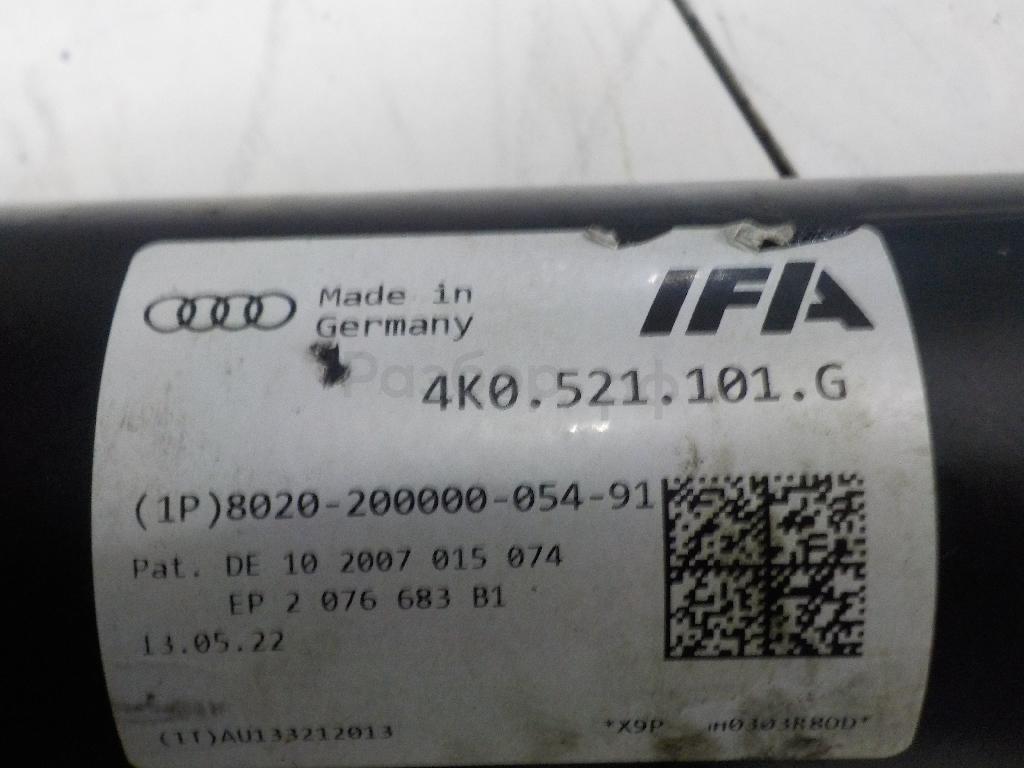 Made in
Germany
IFA
4K0.521.101.G
(1P)8020-200000-054-91
Pat. DE 10 2007 015 074
EP 2 076 683 B1
13.05.22
(1T)AU133212013
*X9P